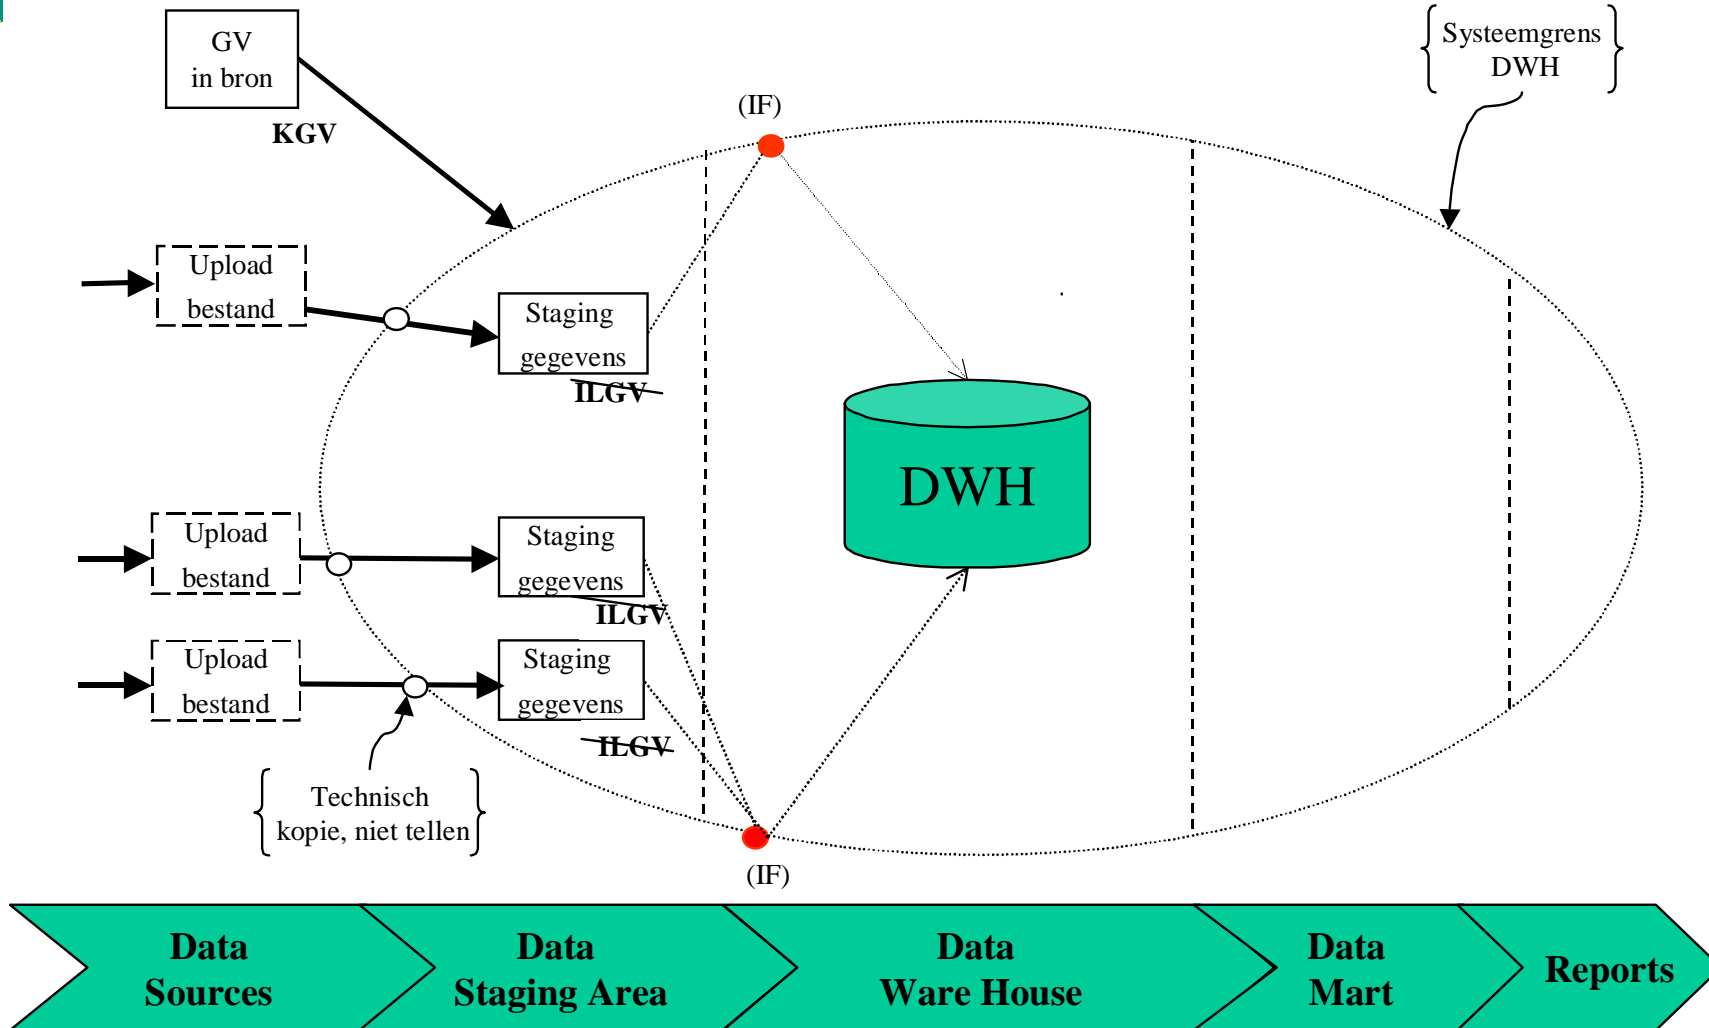 GV
in bron
KGV
(IF)
Systeemgrens
DWH
Upload
bestand
Staging
gegevens
ILGV
DWH
Upload
bestand
Staging
gegevens
ILGV
Upload
bestand
Staging
gegevens
ILGV
Technisch
kopie, niet tellen
(IF)
Data
Sources
Data
Staging Area
Data
Ware House
Data
Mart
Reports